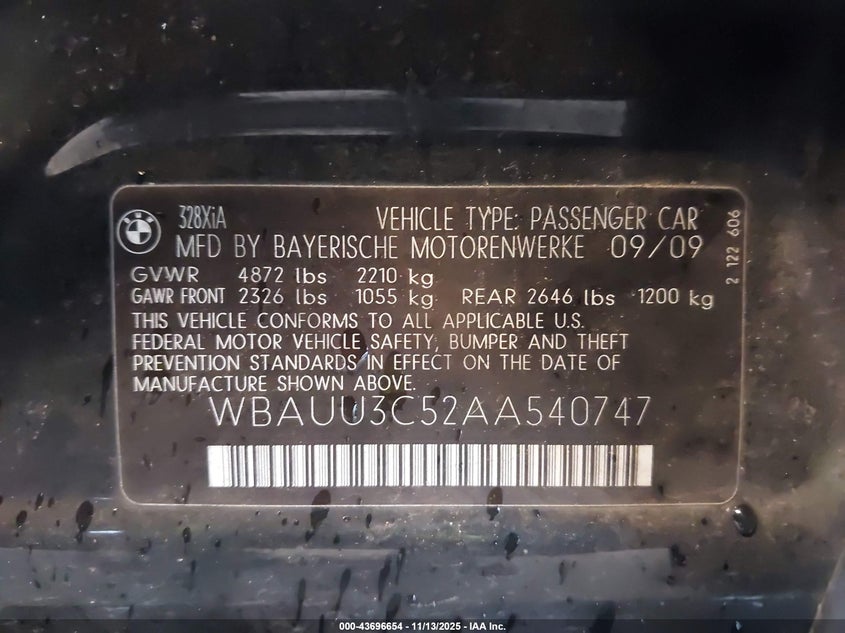 328XiA VEHICLE TYPE: PASSENGER CAR
MFD BY BAYERISCHE MOTORENWERKE 09/09
GVWR 4872 lbs 2210 kg
GAWR FRONT 2326 lbs 1055 kg REAR 2646 lbs 1200 kg
THIS VEHICLE CONFORMS TO ALL APPLICABLE U.S.
FEDERAL MOTOR VEHICLE SAFETY, BUMPER AND THEFT
PREVENTION STANDARDS IN EFFECT ON THE DATE OF
MANUFACTURE SHOWN ABOVE.
WBAUU3C52AA540747
2 122 606
000-43696654 - 11/13/2025 - IAA Inc.